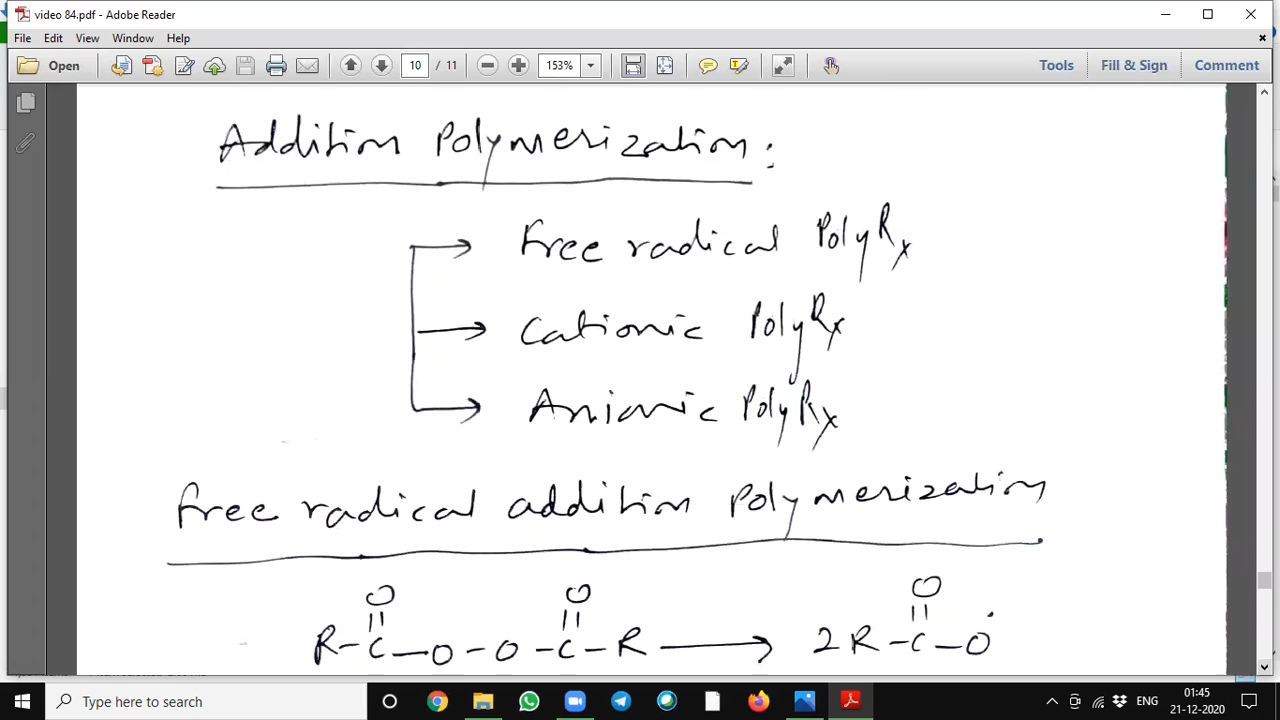 video 84.pdf - Adobe Reader
File Edit View Window Help
Open 10 / 11 153% Tools Fill & Sign Comment
Addition Polymerization :
Free radical PolyRx
Cationic PolyRx
Anionic PolyRx
Free radical addition Polymerization
O O O
R-C-O-O-C-R → 2R-C-O˙
Type here to search
ENG 01:45
21-12-2020